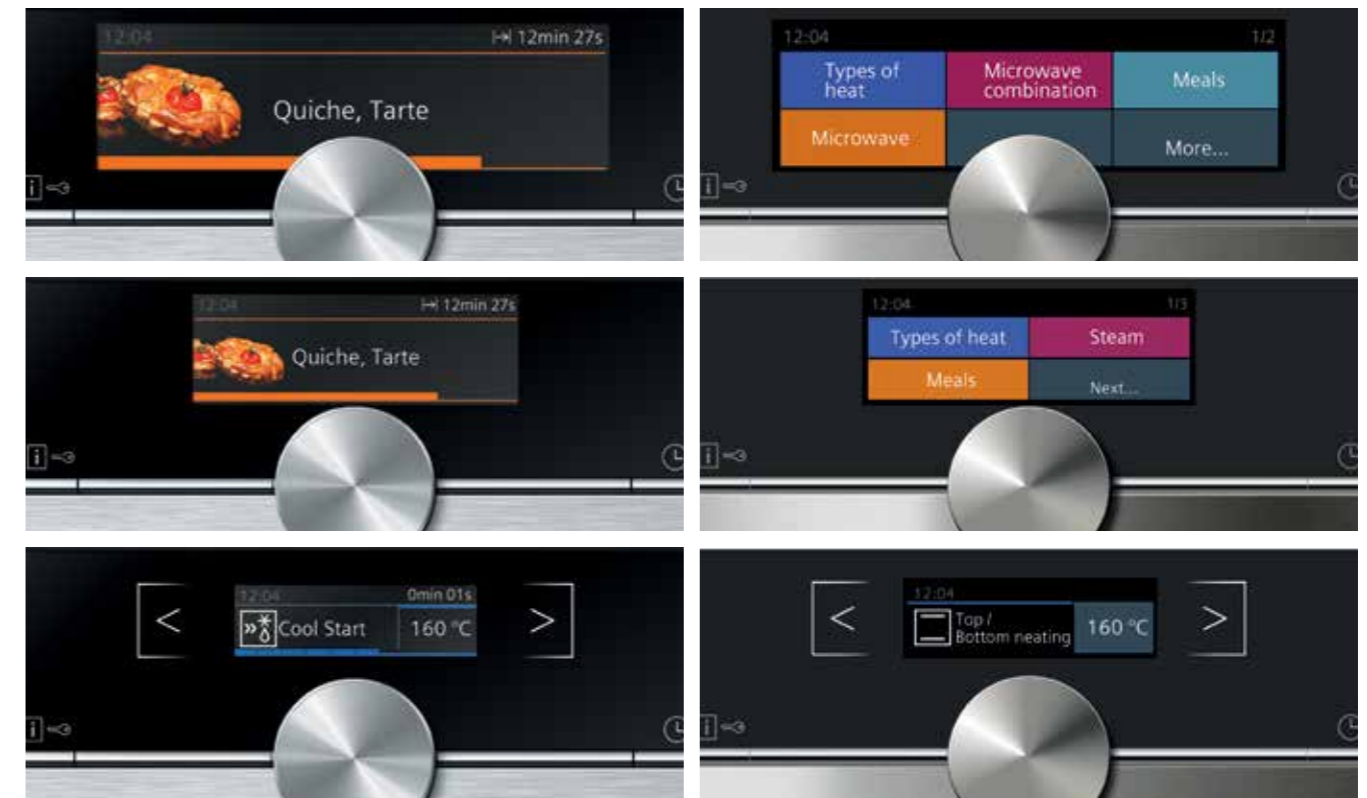 12:04
12min 27s
Quiche, Tarte
i
12:04
1/2
Types of
heat
Microwave
combination
Meals
Microwave
More...
i
12:04
12min 27s
Quiche, Tarte
i
12:04
1/3
Types of heat
Steam
Meals
Next...
i
<
12:04
0min 01s
Cool Start
160 °C
>
i
<
12:04
Top /
Bottom neating
160 °C
>
i